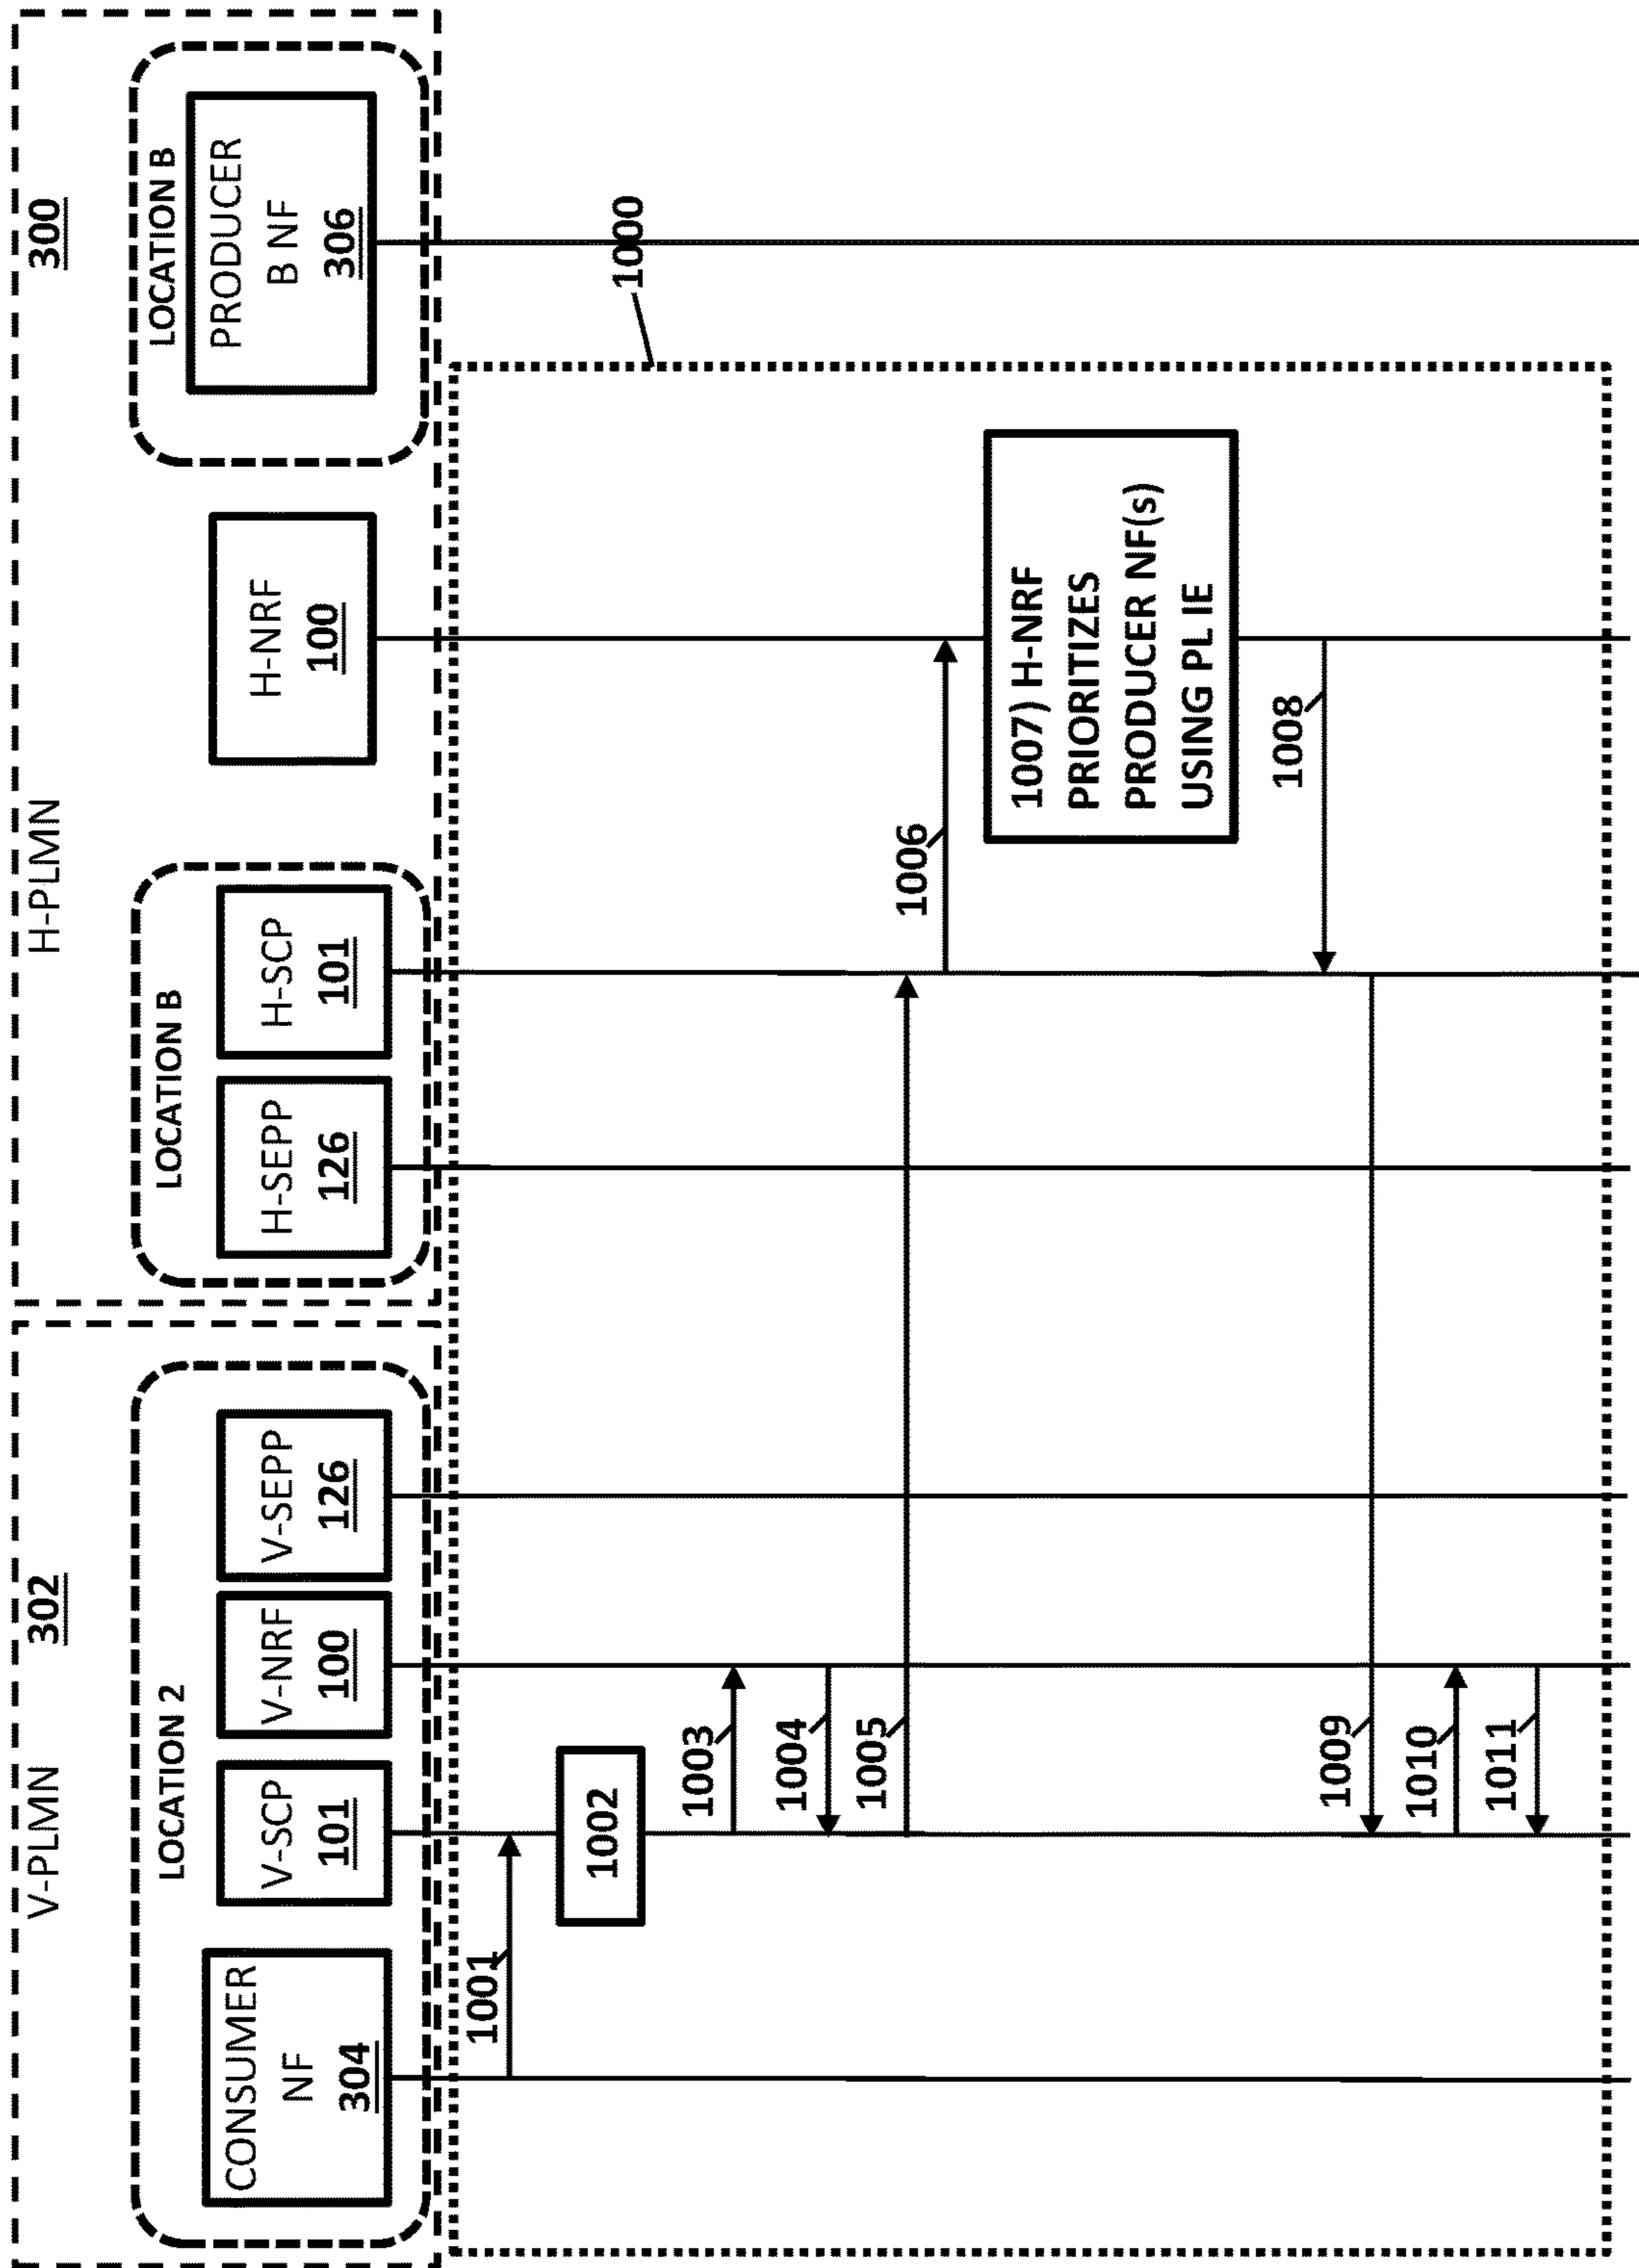 V-PLMN
302
H-PLMN
300
LOCATION 2
LOCATION B
LOCATION B
CONSUMER
NF
304
V-SCP
101
V-NRF
100
V-SEPP
126
H-SEPP
126
H-SCP
101
H-NRF
100
PRODUCER
B NF
306
1000
1001
1002
1003
1004
1005
1006
1007) H-NRF
PRIORITIZES
PRODUCER NF(s)
USING PL IE
1008
1009
1010
1011